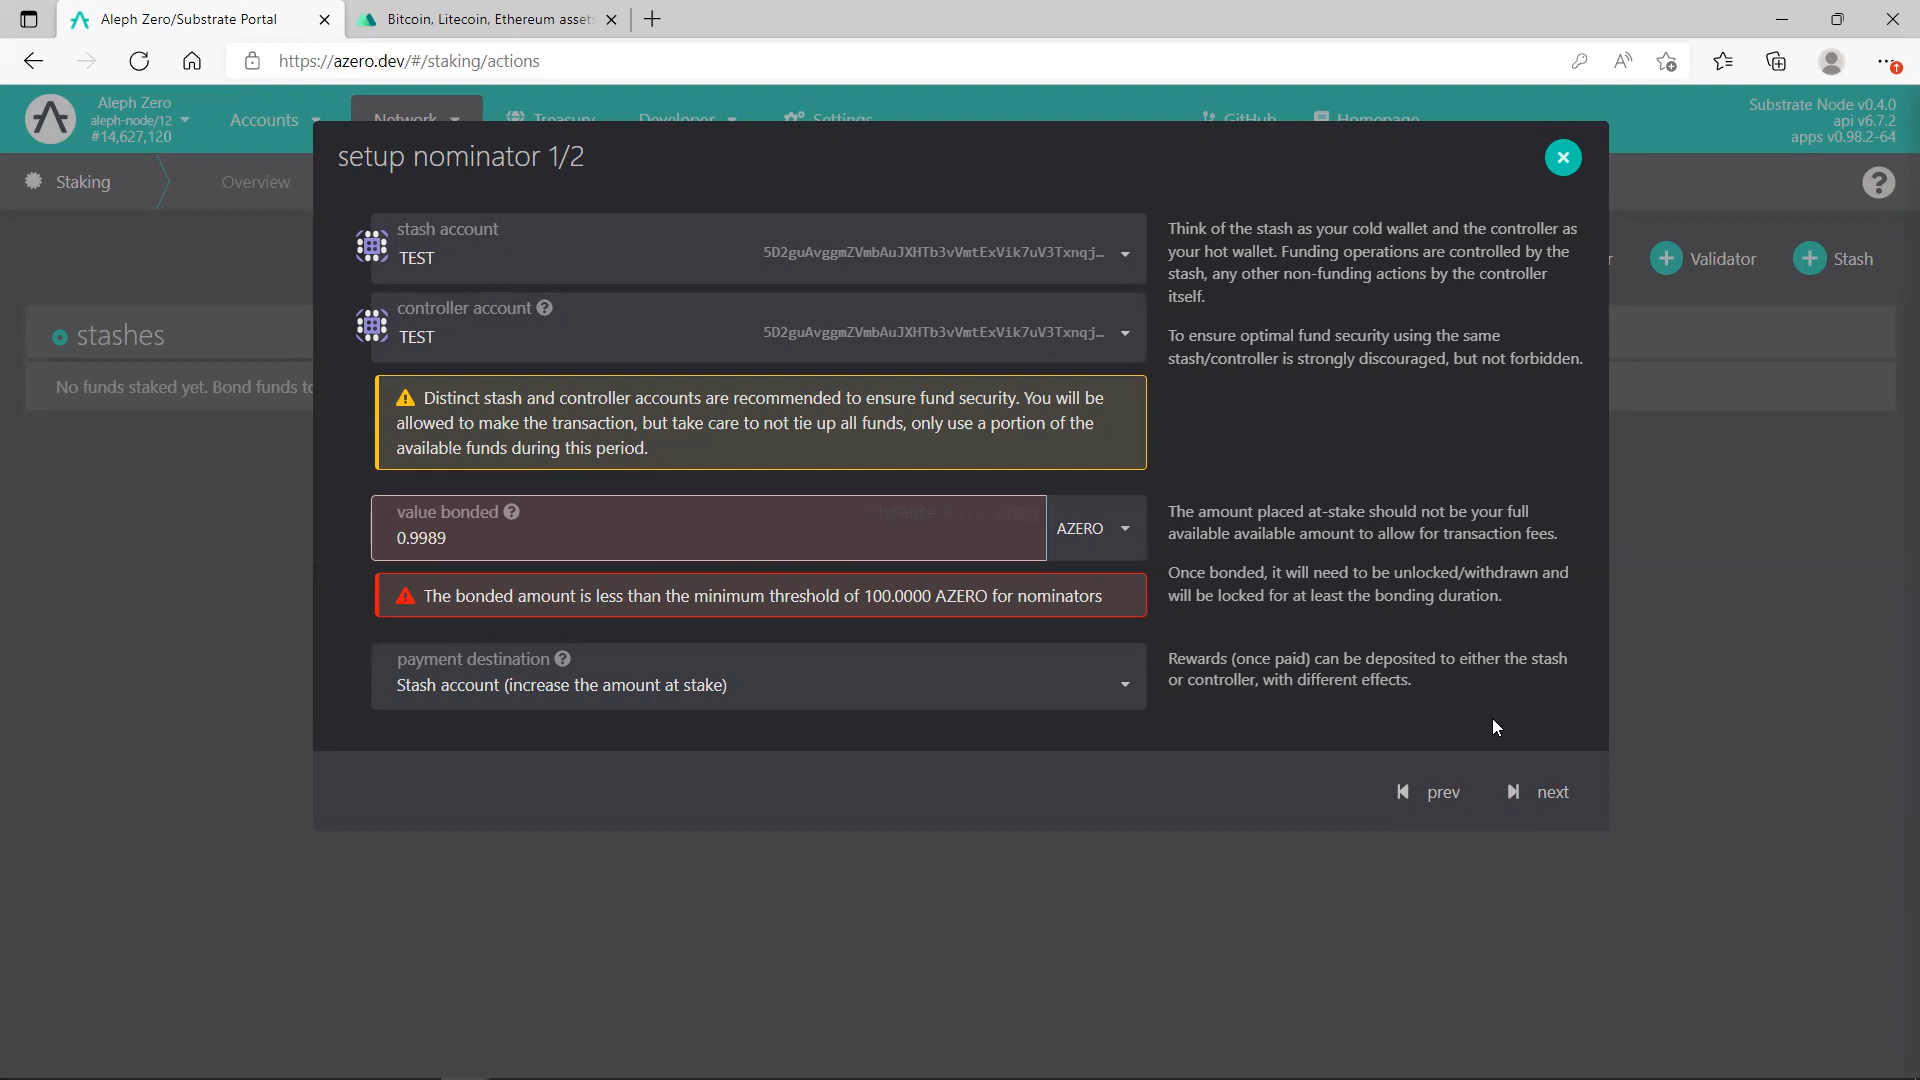 Aleph Zero/Substrate Portal
Bitcoin, Litecoin, Ethereum asset
https://azero.dev/#/staking/actions
Aleph Zero
aleph-node/12
#14,627,120
Accounts
Network
Treasury
Developer
Settings
GitHub
Homepage
Substrate Node v0.4.0
api v6.7.2
apps v0.98.2-64
Staking
Overview
setup nominator 1/2
stash account
TEST
5D2guAvggmZVmbAuJXHTb3vVmtExVik7uV3Txnqj…
controller account
TEST
5D2guAvggmZVmbAuJXHTb3vVmtExVik7uV3Txnqj…
Distinct stash and controller accounts are recommended to ensure fund security. You will be
allowed to make the transaction, but take care to not tie up all funds, only use a portion of the
available funds during this period.
value bonded
balance
0.9989
AZERO
The bonded amount is less than the minimum threshold of 100.0000 AZERO for nominators
payment destination
Stash account (increase the amount at stake)
Think of the stash as your cold wallet and the controller as
your hot wallet. Funding operations are controlled by the
stash, any other non-funding actions by the controller
itself.
To ensure optimal fund security using the same
stash/controller is strongly discouraged, but not forbidden.
The amount placed at-stake should not be your full
available available amount to allow for transaction fees.
Once bonded, it will need to be unlocked/withdrawn and
will be locked for at least the bonding duration.
Rewards (once paid) can be deposited to either the stash
or controller, with different effects.
prev
next
r
Validator
Stash
stashes
No funds staked yet. Bond funds to